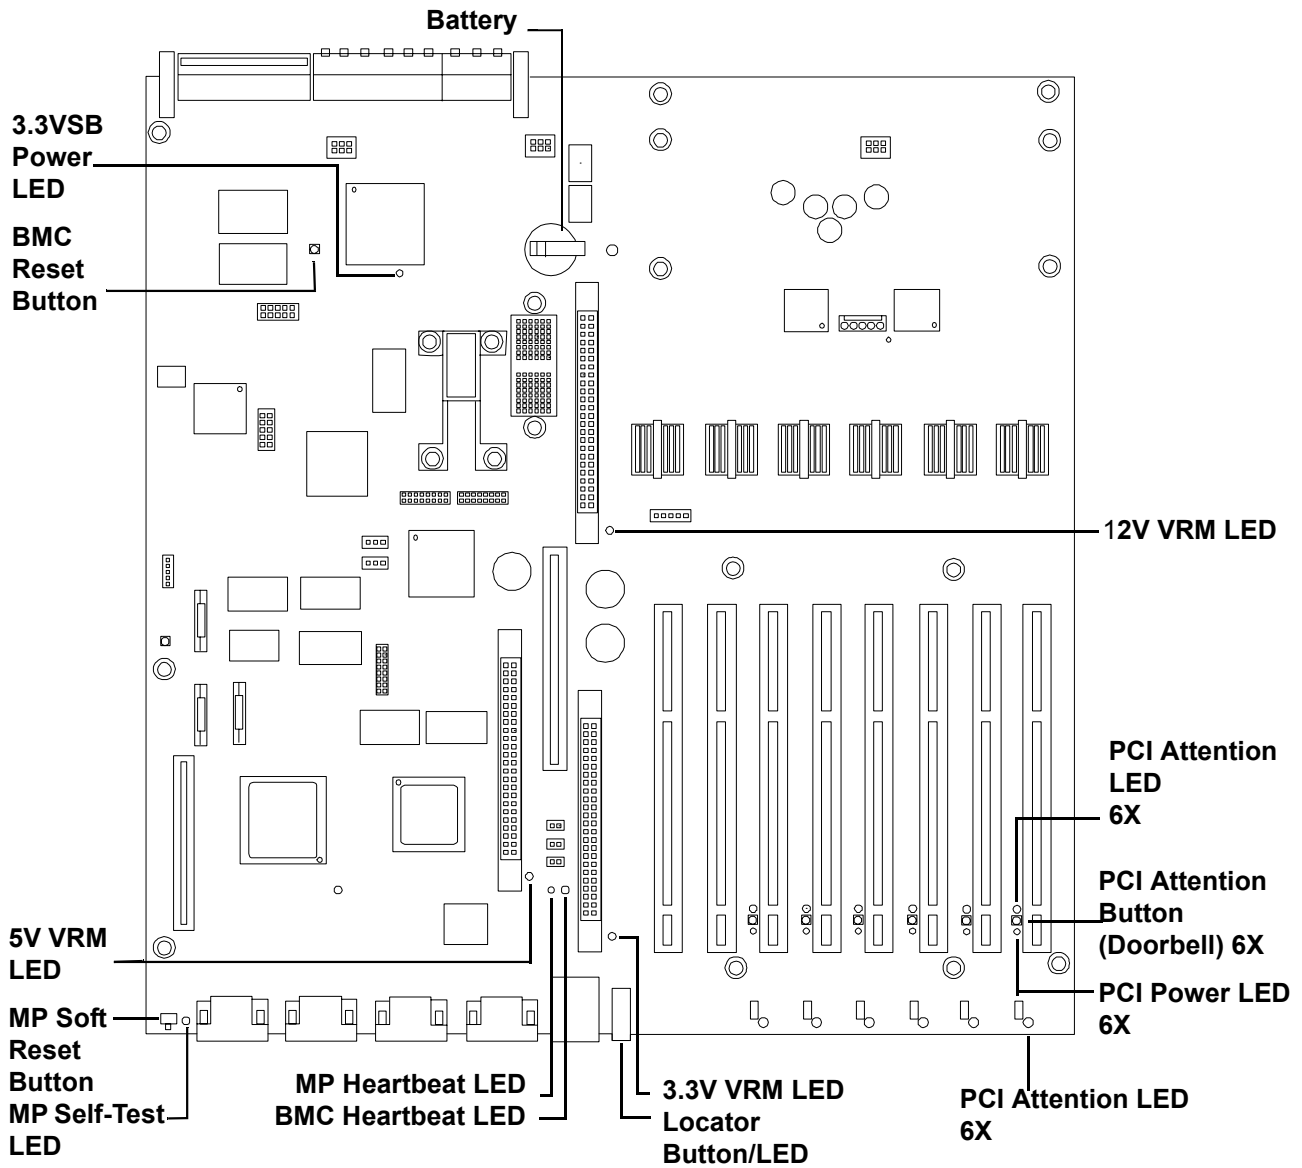 Battery
3.3VSB
Power
LED
BMC
Reset
Button
12V VRM LED
PCI Attention
LED
6X
PCI Attention
Button
(Doorbell) 6X
PCI Power LED
6X
5V VRM
LED
MP Soft
Reset
Button
MP Self-Test
LED
MP Heartbeat LED
BMC Heartbeat LED
3.3V VRM LED
Locator
Button/LED
PCI Attention LED
6X